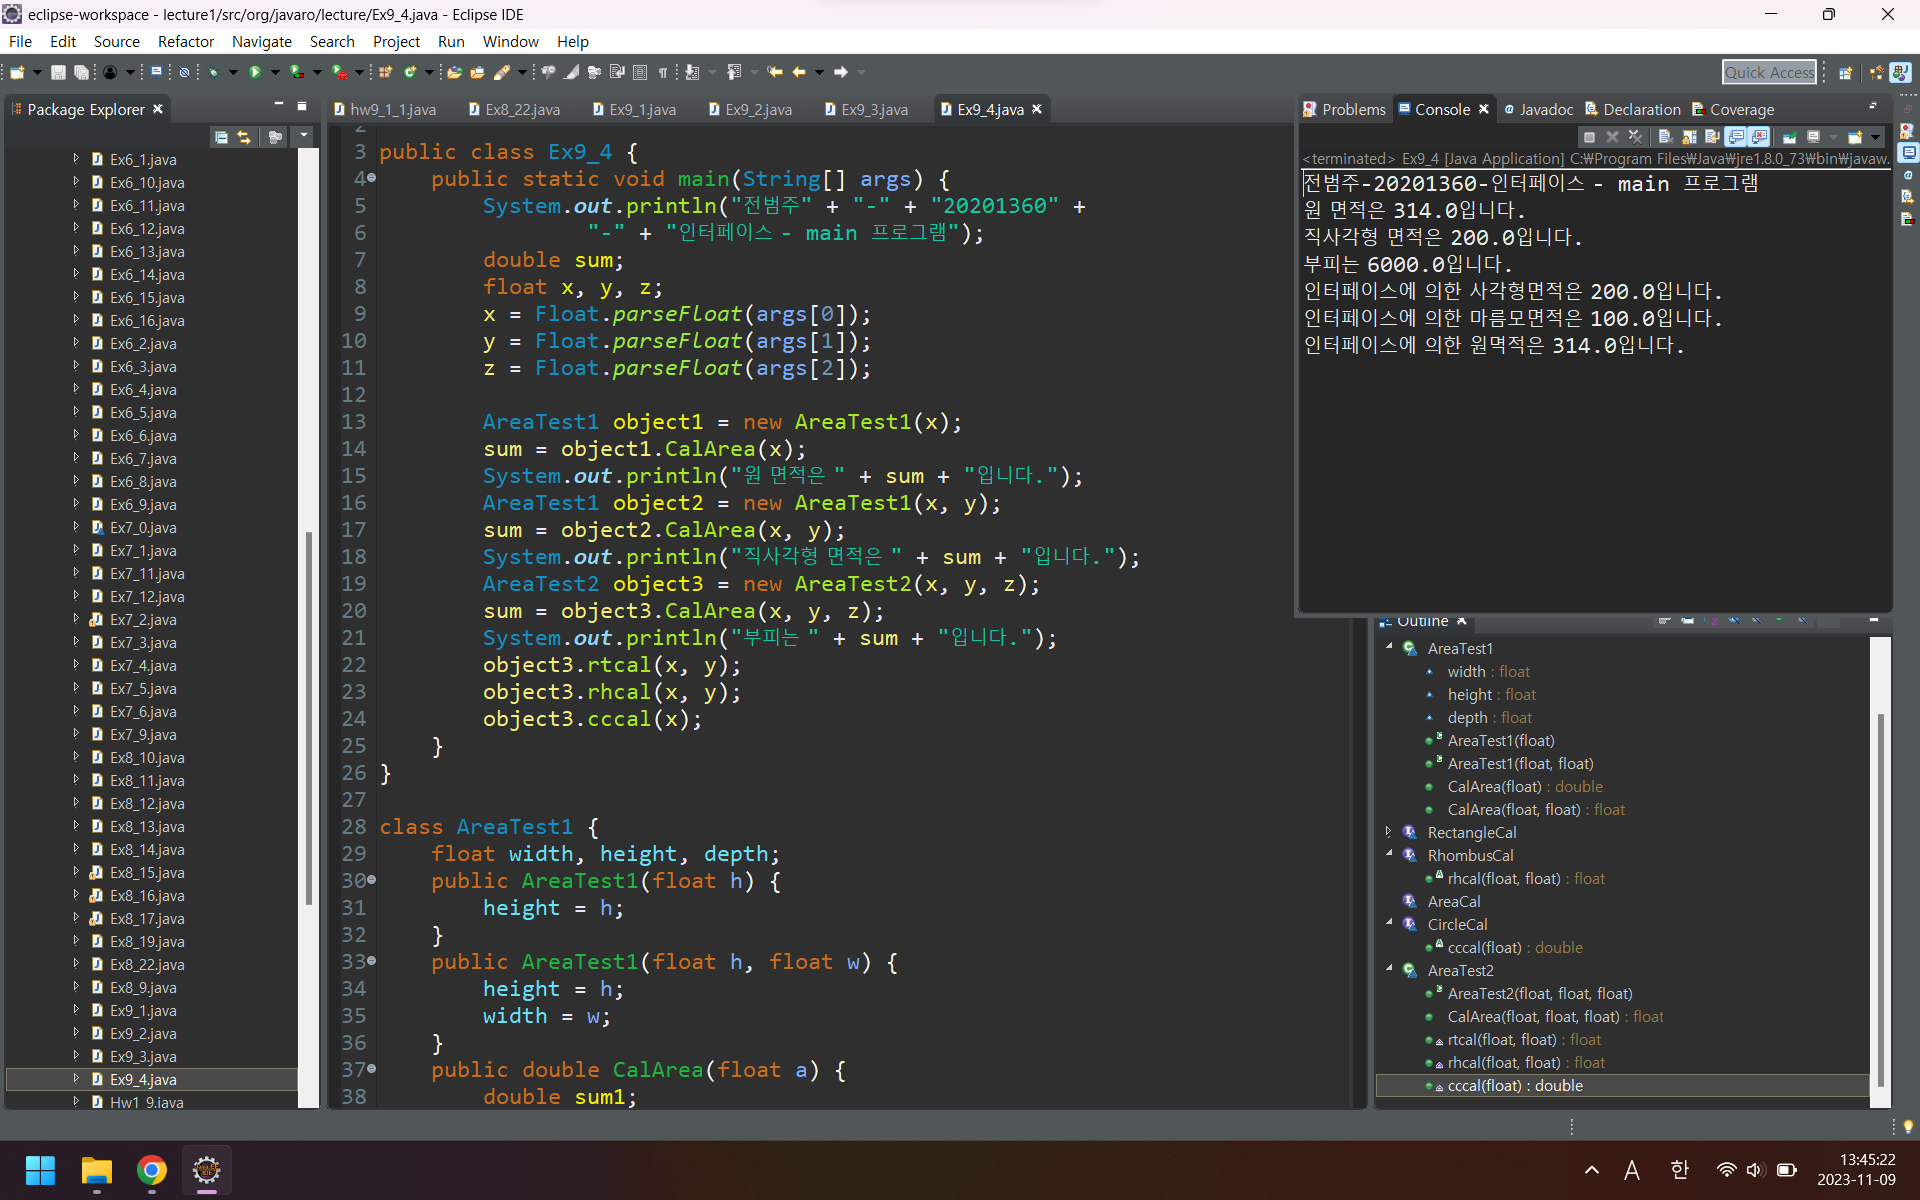 eclipse-workspace - lecture1/src/org/javaro/lecture/Ex9_4.java - Eclipse IDE
File Edit Source Refactor Navigate Search Project Run Window Help
Quick Access
Package Explorer
Ex6_1.java
Ex6_10.java
Ex6_11.java
Ex6_12.java
Ex6_13.java
Ex6_14.java
Ex6_15.java
Ex6_16.java
Ex6_2.java
Ex6_3.java
Ex6_4.java
Ex6_5.java
Ex6_6.java
Ex6_7.java
Ex6_8.java
Ex6_9.java
Ex7_0.java
Ex7_1.java
Ex7_11.java
Ex7_12.java
Ex7_2.java
Ex7_3.java
Ex7_4.java
Ex7_5.java
Ex7_6.java
Ex7_9.java
Ex8_10.java
Ex8_11.java
Ex8_12.java
Ex8_13.java
Ex8_14.java
Ex8_15.java
Ex8_16.java
Ex8_17.java
Ex8_19.java
Ex8_22.java
Ex8_9.java
Ex9_1.java
Ex9_2.java
Ex9_3.java
Ex9_4.java
Hw1_9.java
hw9_1_1.java Ex8_22.java Ex9_1.java Ex9_2.java Ex9_3.java Ex9_4.java
2
3 public class Ex9_4 {
4 public static void main(String[] args) {
5 System.out.println("전범주" + "-" + "20201360" +
6 "-" + "인터페이스 - main 프로그램");
7 double sum;
8 float x, y, z;
9 x = Float.parseFloat(args[0]);
10 y = Float.parseFloat(args[1]);
11 z = Float.parseFloat(args[2]);
12
13 AreaTest1 object1 = new AreaTest1(x);
14 sum = object1.CalArea(x);
15 System.out.println("원 면적은 " + sum + "입니다.");
16 AreaTest1 object2 = new AreaTest1(x, y);
17 sum = object2.CalArea(x, y);
18 System.out.println("직사각형 면적은 " + sum + "입니다.");
19 AreaTest2 object3 = new AreaTest2(x, y, z);
20 sum = object3.CalArea(x, y, z);
21 System.out.println("부피는 " + sum + "입니다.");
22 object3.rtcal(x, y);
23 object3.rhcal(x, y);
24 object3.cccal(x);
25 }
26 }
27
28 class AreaTest1 {
29 float width, height, depth;
30 public AreaTest1(float h) {
31 height = h;
32 }
33 public AreaTest1(float h, float w) {
34 height = h;
35 width = w;
36 }
37 public double CalArea(float a) {
38 double sum1;
Problems Console Javadoc Declaration Coverage
<terminated> Ex9_4 [Java Application] C:₩Program Files₩Java₩jre1.8.0_73₩bin₩javaw.
전범주-20201360-인터페이스 - main 프로그램
원 면적은 314.0입니다.
직사각형 면적은 200.0입니다.
부피는 6000.0입니다.
인터페이스에 의한 사각형면적은 200.0입니다.
인터페이스에 의한 마름모면적은 100.0입니다.
인터페이스에 의한 원멱적은 314.0입니다.
Outline
AreaTest1
width : float
height : float
depth : float
AreaTest1(float)
AreaTest1(float, float)
CalArea(float) : double
CalArea(float, float) : float
RectangleCal
RhombusCal
rhcal(float, float) : float
AreaCal
CircleCal
cccal(float) : double
AreaTest2
AreaTest2(float, float, float)
CalArea(float, float, float) : float
rtcal(float, float) : float
rhcal(float, float) : float
cccal(float) : double
A 한
13:45:22
2023-11-09